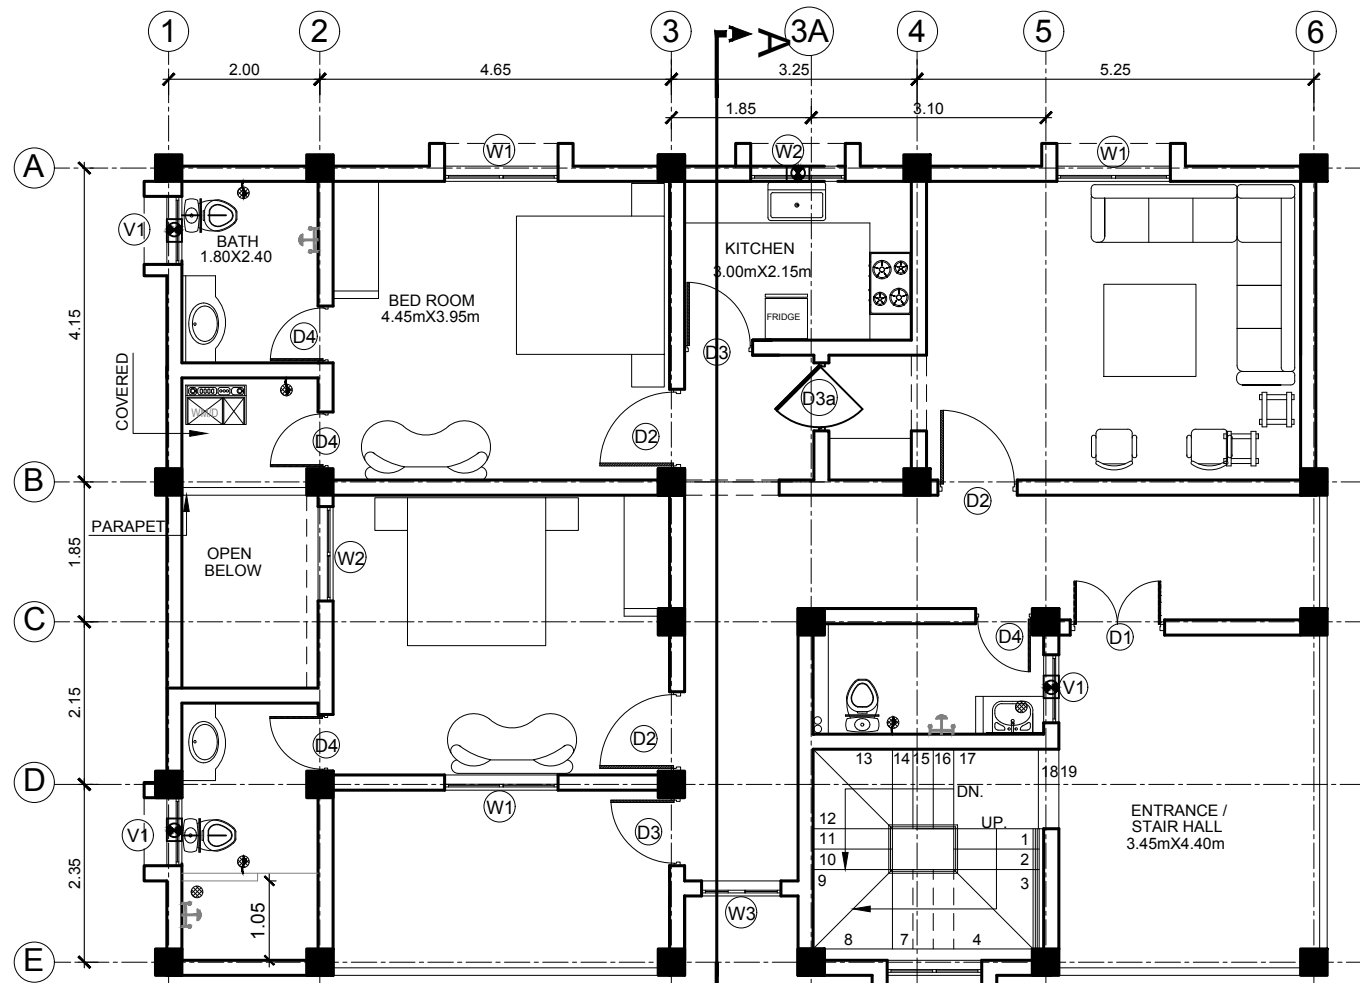 1
2
3
3A
4
5
6
A
2.00
4.65
3.25
5.25
1.85
3.10
A
W1
W2
W1
V1
BATH
1.80X2.40
KITCHEN
3.00mX2.15m
BED ROOM
4.45mX3.95m
FRIDGE
4.15
D4
D3
COVERED
D3a
WM/D
D4
D2
B
D2
PARAPET
OPEN
BELOW
W2
1.85
C
D4
D1
V1
2.15
D4
D2
D
13
14
15
16
17
18
19
W1
DN.
V1
D3
12
UP.
ENTRANCE /
STAIR HALL
3.45mX4.40m
11
1
10
2
9
3
2.35
1.05
W3
8
7
4
E